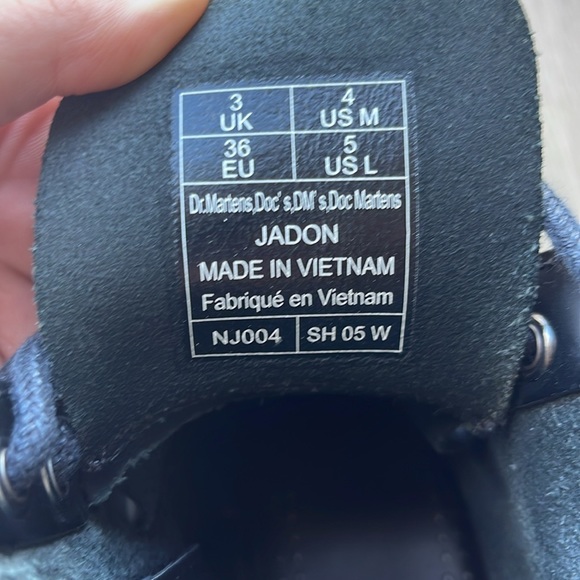 3 4
UK US M
36 5
EU US L
Dr.Martens,Doc's,DM's,Doc Martens
JADON
MADE IN VIETNAM
Fabriqué en Vietnam
NJ004 SH 05 W